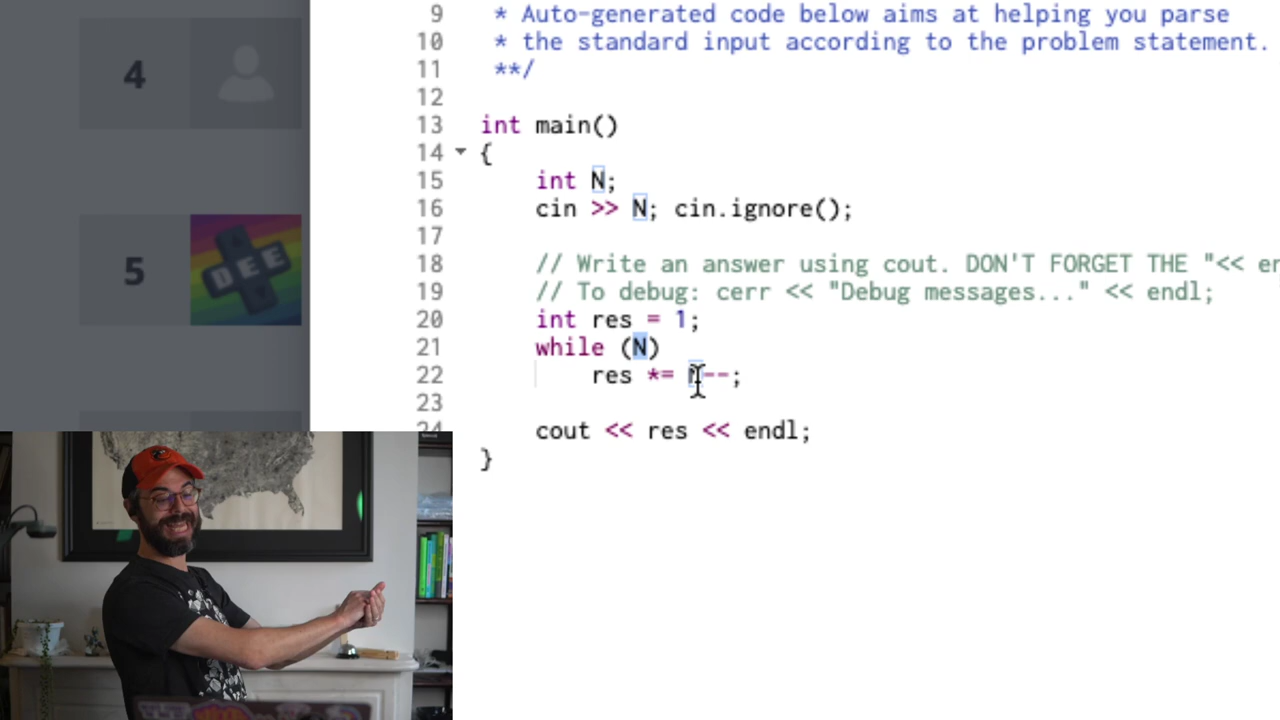 4
5
DEE
9 * Auto-generated code below aims at helping you parse
10 * the standard input according to the problem statement.
11 **/
12
13 int main()
14 {
15 int N;
16 cin >> N; cin.ignore();
17
18 // Write an answer using cout. DON'T FORGET THE "<<
19 // To debug: cerr << "Debug messages..." << endl;
20 int res = 1;
21 while (N)
22 res *= N--;
23
24 cout << res << endl;
}